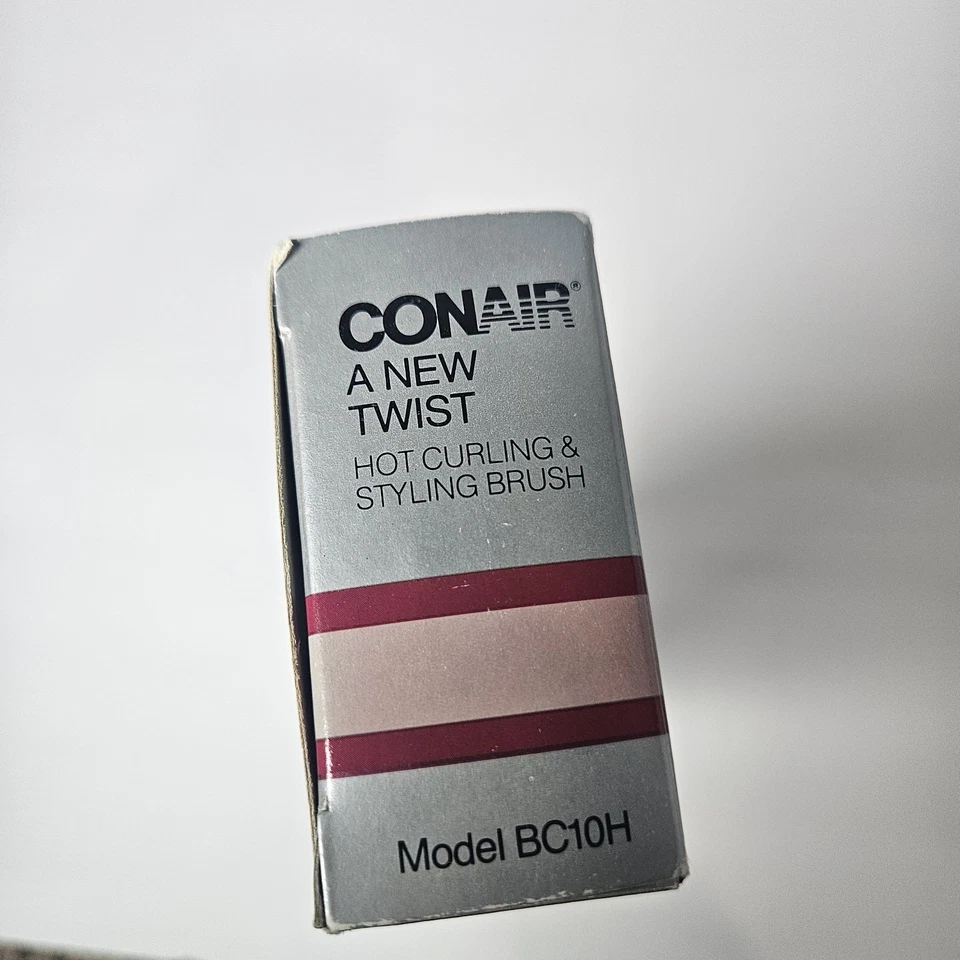 CONAIR®
A NEW
TWIST
HOT CURLING &
STYLING BRUSH
Model BC10H